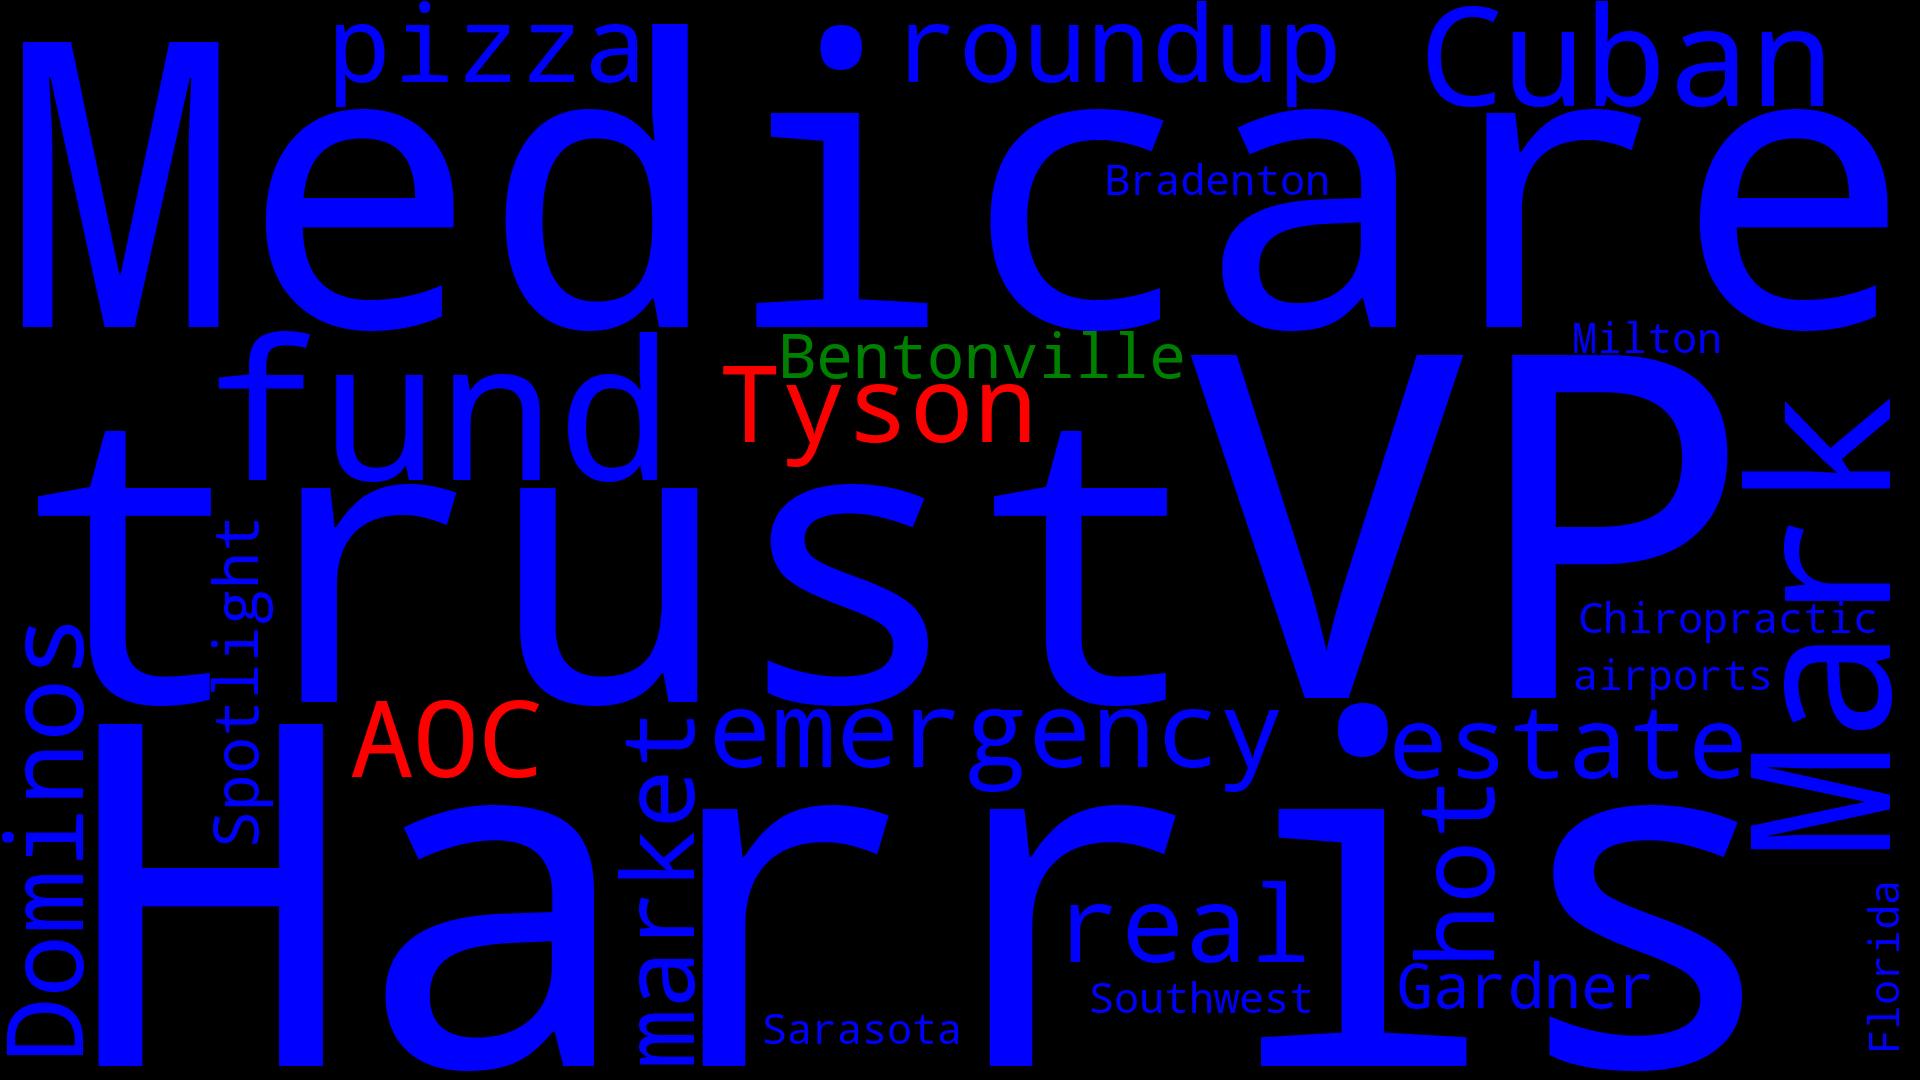 pizza
roundup
Cuban
Medicare
Bradenton
Bentonville
Milton
fund
Tyson
trust
VP
Mark
Spotlight
Chiropractic
airports
Dominos
AOC
market
emergency
estate
Harris
hot
real
Gardner
Southwest
Sarasota
Florida